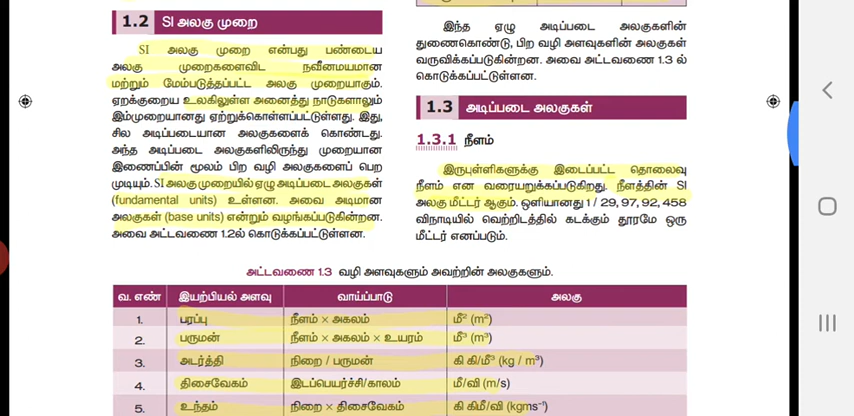 1.2 SI அலகு முறை
SI அலகு முறை என்பது பண்டைய
அலகு முறைகளைவிட நவீனமயமான
மற்றும் மேம்படுத்தப்பட்ட அலகு முறையாகும்.
ஏறக்குறைய உலகிலுள்ள அனைத்து நாடுகளாலும்
இம்முறையானது ஏற்றுக்கொள்ளப்பட்டுள்ளது. இது,
சில அடிப்படையான அலகுகளைக் கொண்டது.
அந்த அடிப்படை அலகுகளிலிருந்து முறையான
இணைப்பின் மூலம் பிற வழி அலகுகளைப் பெற
முடியும். SI அலகு முறையில் ஏழு அடிப்படை அலகுகள்
(fundamental units) உள்ளன. அவை அடிமான
அலகுகள் (base units) என்றும் வழங்கப்படுகின்றன.
அவை அட்டவணை 1.2ல் கொடுக்கப்பட்டுள்ளன.
இந்த ஏழு அடிப்படை அலகுகளின்
துணைகொண்டு, பிற வழி அளவுகளின் அலகுகள்
வருவிக்கப்படுகின்றன. அவை அட்டவணை 1.3 ல்
கொடுக்கப்பட்டுள்ளன.
1.3 அடிப்படை அலகுகள்
1.3.1 நீளம்
இருபுள்ளிகளுக்கு இடைப்பட்ட தொலைவு
நீளம் என வரையறுக்கப்படுகிறது. நீளத்தின் SI
அலகு மீட்டர் ஆகும். ஒளியானது 1 / 29, 97, 92, 458
விநாடியில் வெற்றிடத்தில் கடக்கும் தூரமே ஒரு
மீட்டர் எனப்படும்.
அட்டவணை 1.3 வழி அளவுகளும் அவற்றின் அலகுகளும்.
வ. எண் இயற்பியல் அளவு வாய்ப்பாடு அலகு
1. பரப்பு நீளம் × அகலம் மீ² (m²)
2. பருமன் நீளம் × அகலம் × உயரம் மீ³ (m³)
3. அடர்த்தி நிறை / பருமன் கி கி/மீ³ (kg / m³)
4. திசைவேகம் இடப்பெயர்ச்சி/காலம் மீ/வி (m/s)
5. உந்தம் நிறை × திசைவேகம் கி கிமீ/வி (kgms⁻¹)